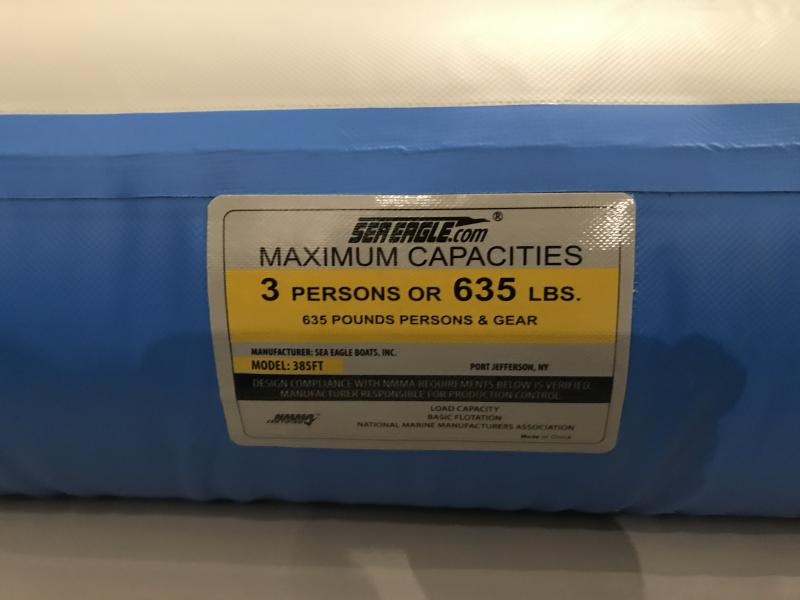 SEA EAGLE.com®
MAXIMUM CAPACITIES
3 PERSONS OR 635 LBS.
635 POUNDS PERSONS & GEAR
MANUFACTURER: SEA EAGLE BOATS, INC.
MODEL: 385FT PORT JEFFERSON, NY
DESIGN COMPLIANCE WITH NMMA REQUIREMENTS BELOW IS VERIFIED.
MANUFACTURER RESPONSIBLE FOR PRODUCTION CONTROL.
NMMA
CERTIFIED
LOAD CAPACITY
BASIC FLOTATION
NATIONAL MARINE MANUFACTURERS ASSOCIATION
Made in China